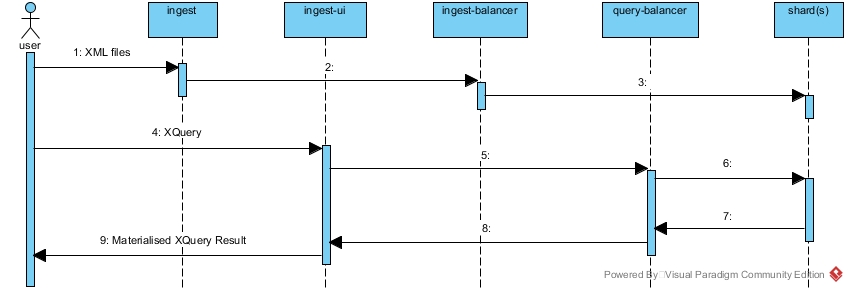 ingest
ingest-ui
ingest-balancer
query-balancer
shard(s)
user
1: XML files
2:
3:
4: XQuery
5:
6:
7:
8:
9: Materialised XQuery Result
Powered By Visual Paradigm Community Edition